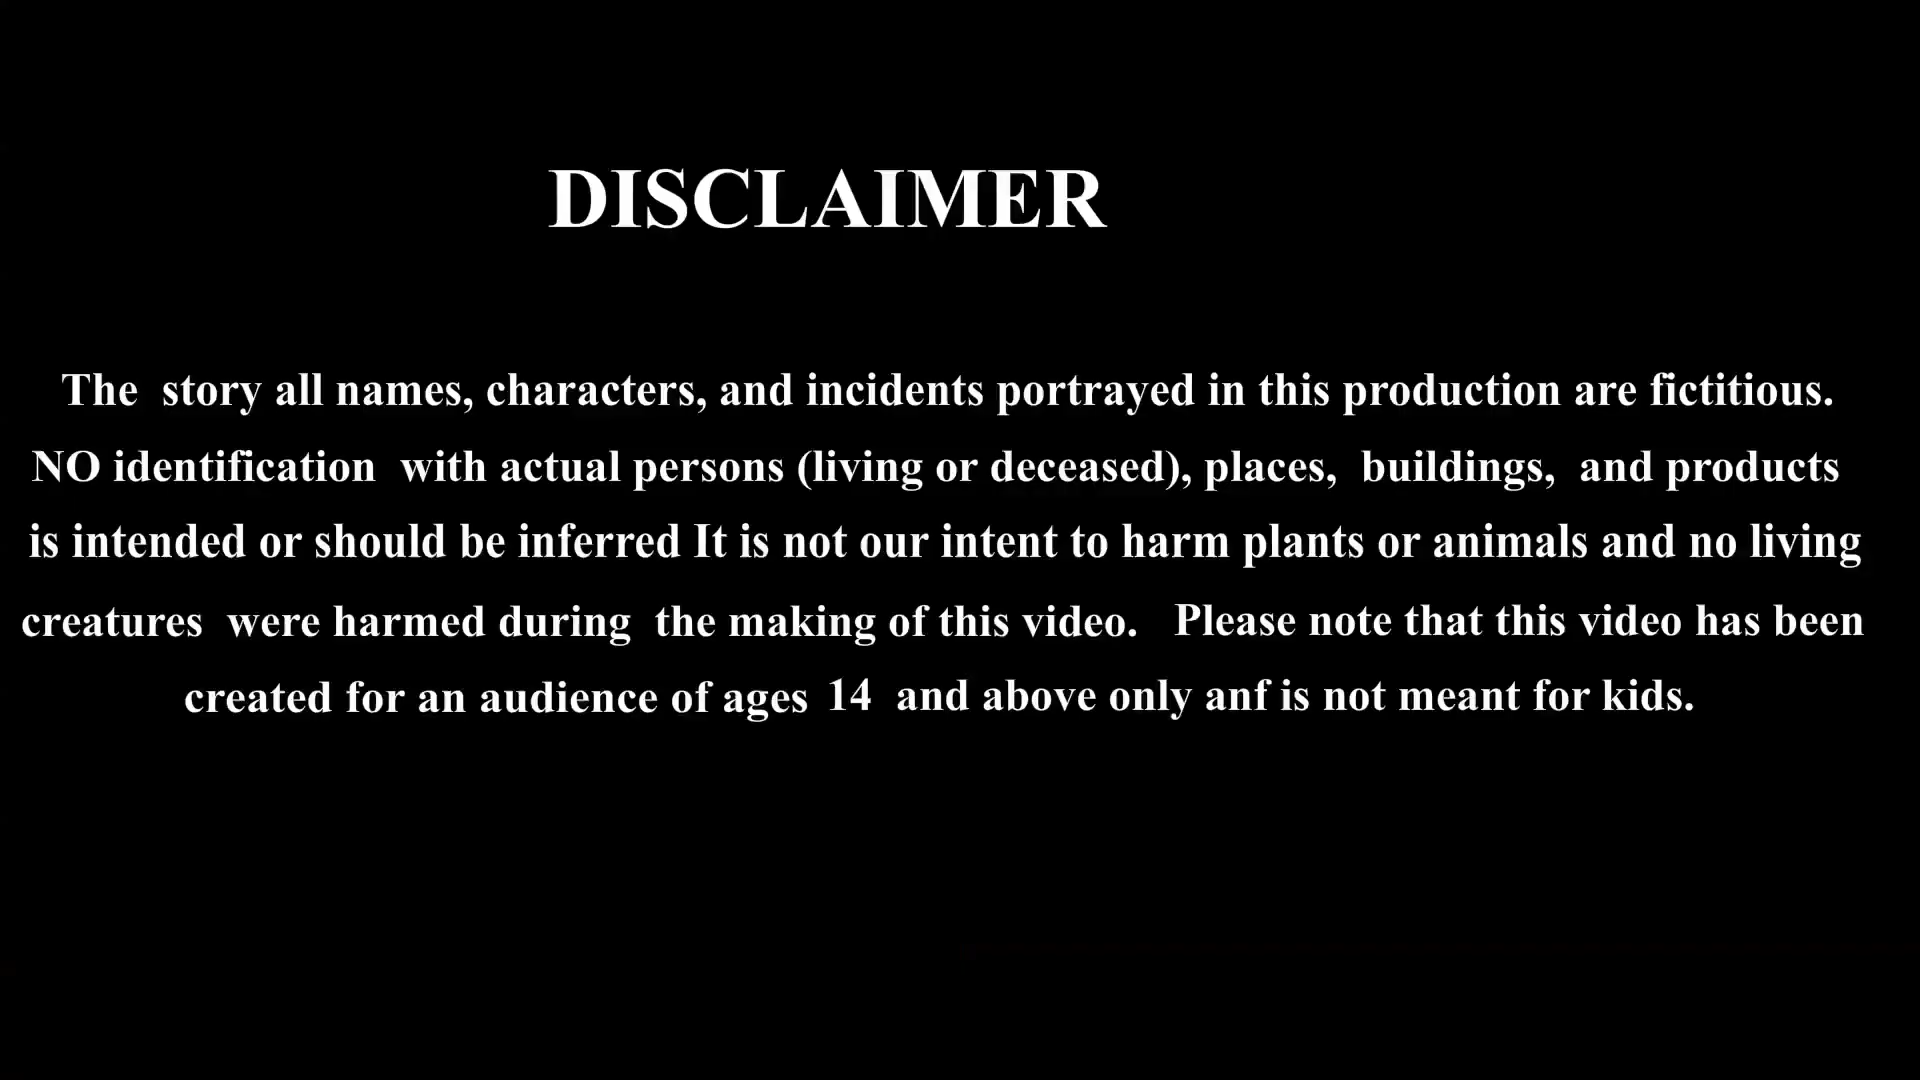 DISCLAIMER
The story all names, characters, and incidents portrayed in this production are fictitious.
NO identification with actual persons (living or deceased), places, buildings, and products
is intended or should be inferred It is not our intent to harm plants or animals and no living
creatures were harmed during the making of this video. Please note that this video has been
created for an audience of ages 14 and above only anf is not meant for kids.